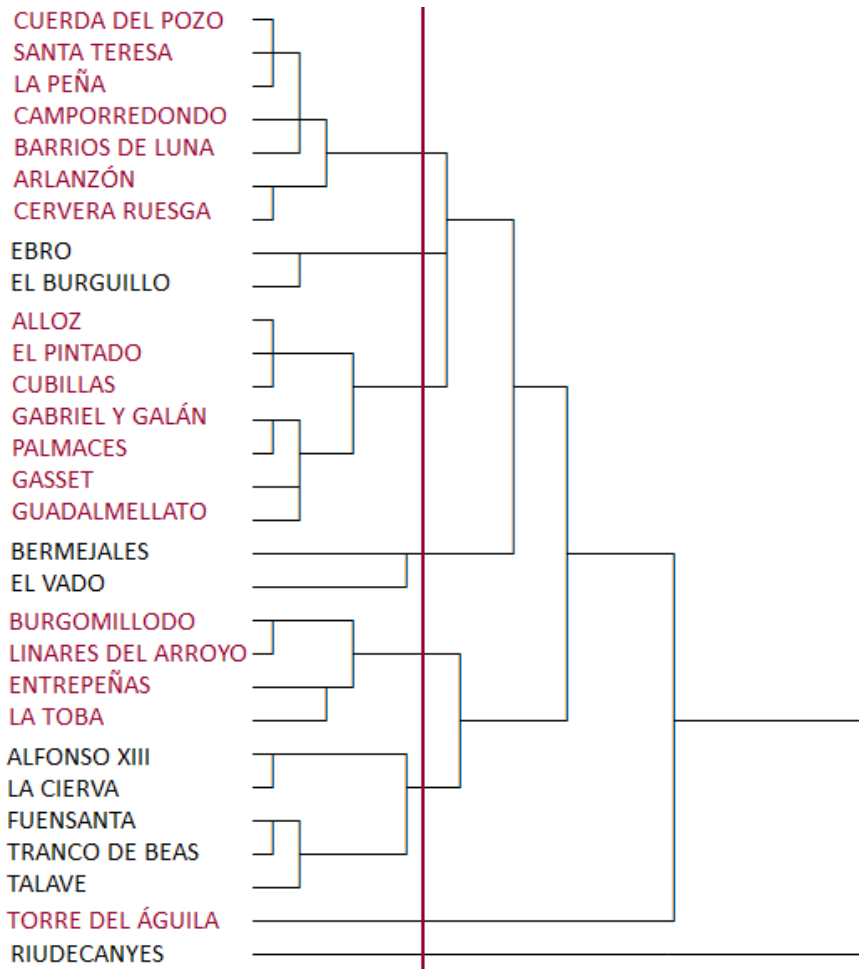 CUERDA DEL POZO
SANTA TERESA
LA PEÑA
CAMPORREDONDO
BARRIOS DE LUNA
ARLANZÓN
CERVERA RUESGA
EBRO
EL BURGUILLO
ALLOZ
EL PINTADO
CUBILLAS
GABRIEL Y GALÁN
PALMACES
GASSET
GUADALMELLATO
BERMEJALES
EL VADO
BURGOMILLODO
LINARES DEL ARROYO
ENTREPEÑAS
LA TOBA
ALFONSO XIII
LA CIERVA
FUENSANTA
TRANCO DE BEAS
TALAVE
TORRE DEL ÁGUILA
RIUDECANYES